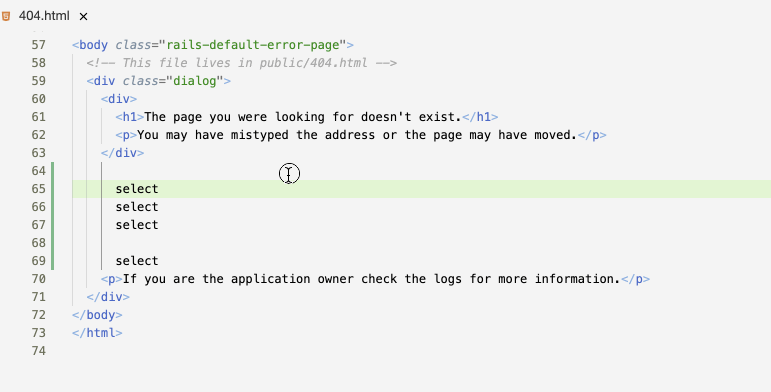 404.html ×
57 <body class="rails-default-error-page">
58   <!-- This file lives in public/404.html -->
59   <div class="dialog">
60     <div>
61       <h1>The page you were looking for doesn't exist.</h1>
62       <p>You may have mistyped the address or the page may have moved.</p>
63     </div>
64
65       select
66       select
67       select
68
69       select
70     <p>If you are the application owner check the logs for more information.</p>
71   </div>
72 </body>
73 </html>
74